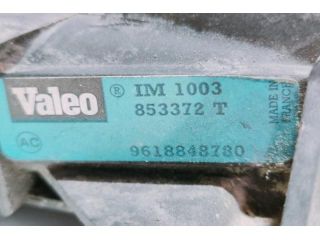 Valeo ® IM 1003
853372 T
AC
9618848780
MADE IN
FRANCE